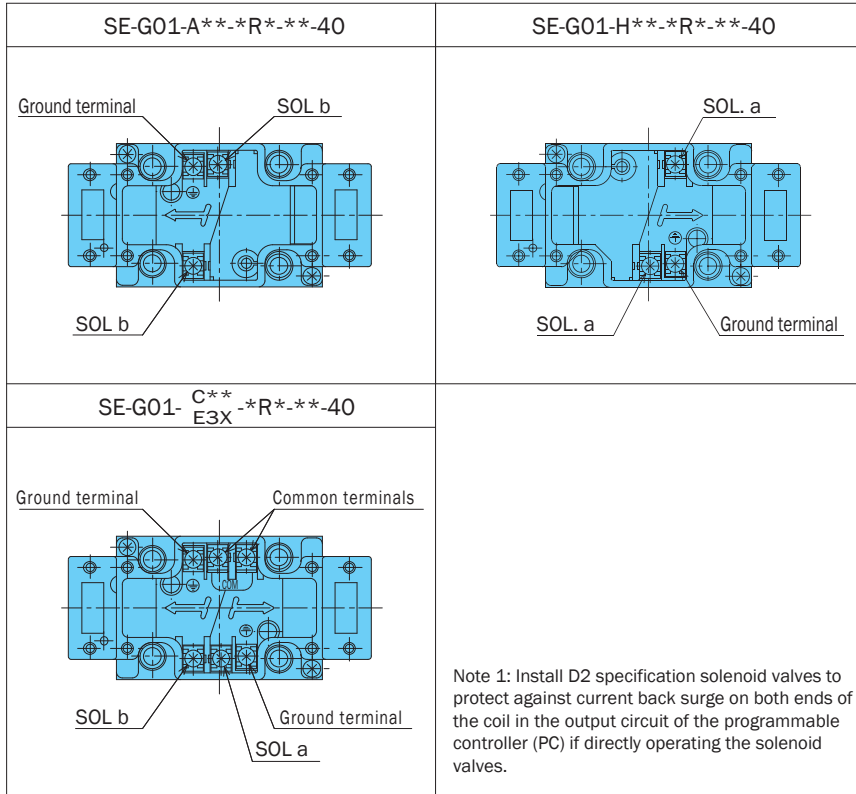 SE-G01-A**-*R*-**-40
SE-G01-H**-*R*-**-40
Ground terminal
SOL b
SOL b
SOL. a
SOL. a
Ground terminal
SE-G01- C** E3X -*R*-**-40
Ground terminal
Common terminals
COM
SOL b
SOL a
Ground terminal
Note 1: Install D2 specification solenoid valves to
protect against current back surge on both ends of
the coil in the output circuit of the programmable
controller (PC) if directly operating the solenoid
valves.